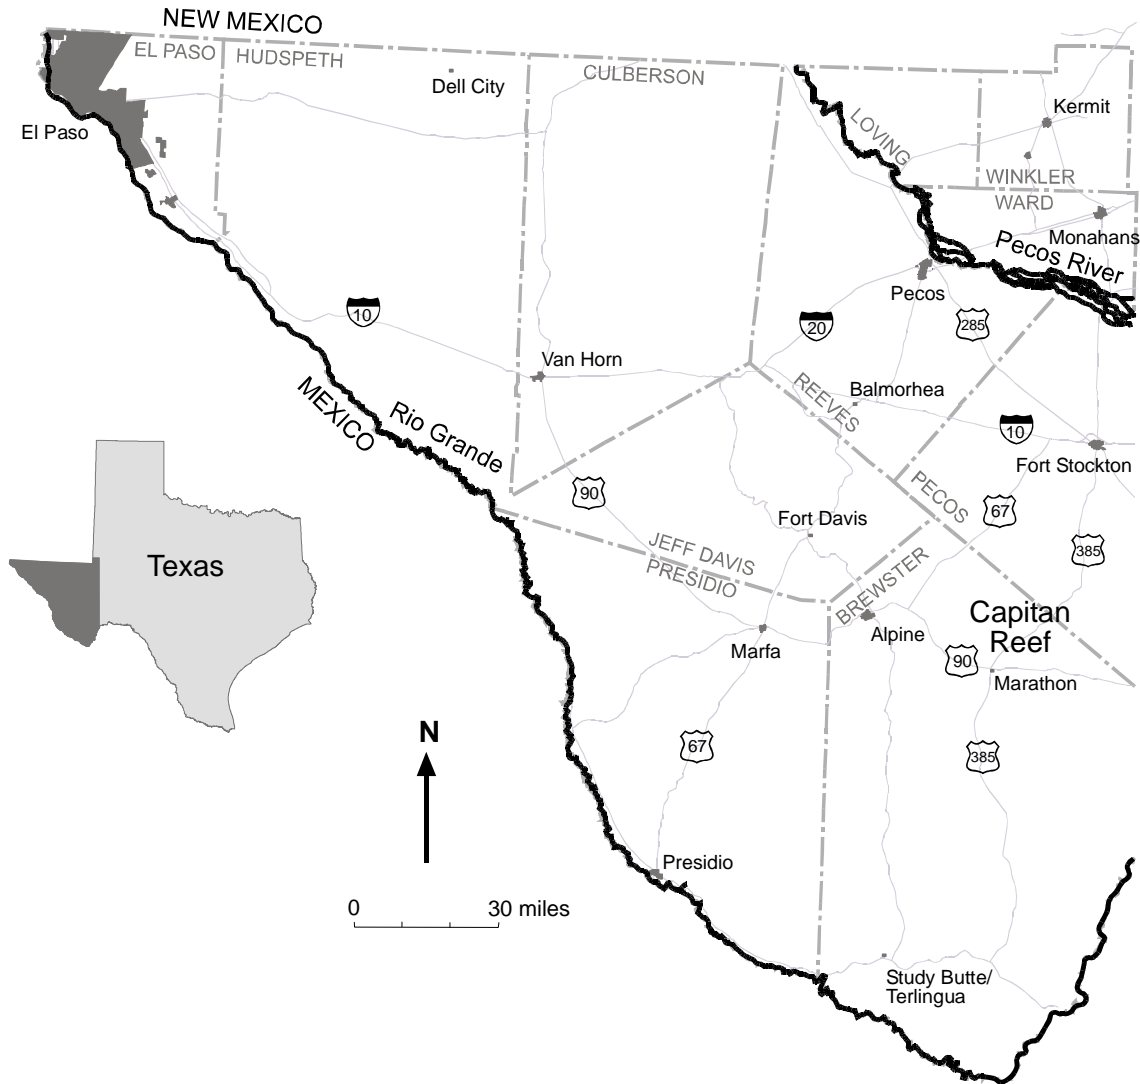 NEW MEXICO
EL PASO
HUDSPETH
CULBERSON
Dell City
El Paso
LOVING
Kermit
WINKLER
WARD
Monahans
Pecos River
Pecos
10
20
285
Van Horn
MEXICO
Rio Grande
REEVES
Balmorhea
10
Fort Stockton
90
PECOS
67
Fort Davis
385
JEFF DAVIS
PRESIDIO
BREWSTER
Texas
Capitan
Reef
Alpine
Marfa
90
Marathon
N
67
385
Presidio
0
30 miles
Study Butte/
Terlingua